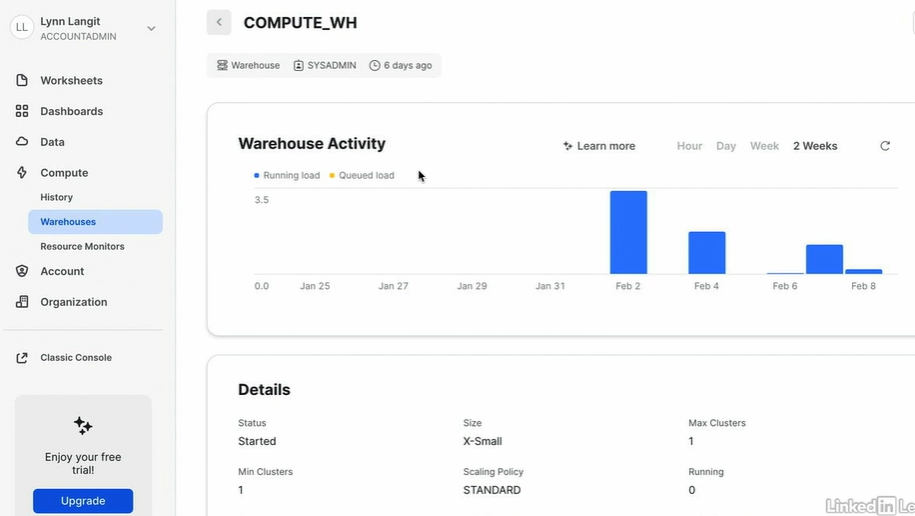 LL
Lynn Langit
ACCOUNTADMIN
Worksheets
Dashboards
Data
Compute
History
Warehouses
Resource Monitors
Account
Organization
Classic Console
Enjoy your free
trial!
Upgrade
COMPUTE_WH
Warehouse SYSADMIN 6 days ago
Warehouse Activity
Learn more Hour Day Week 2 Weeks
Running load Queued load
3.5
0.0 Jan 25 Jan 27 Jan 29 Jan 31 Feb 2 Feb 4 Feb 6 Feb 8
Details
Status Size Max Clusters
Started X-Small 1
Min Clusters Scaling Policy Running
1 STANDARD 0
Linked in Le